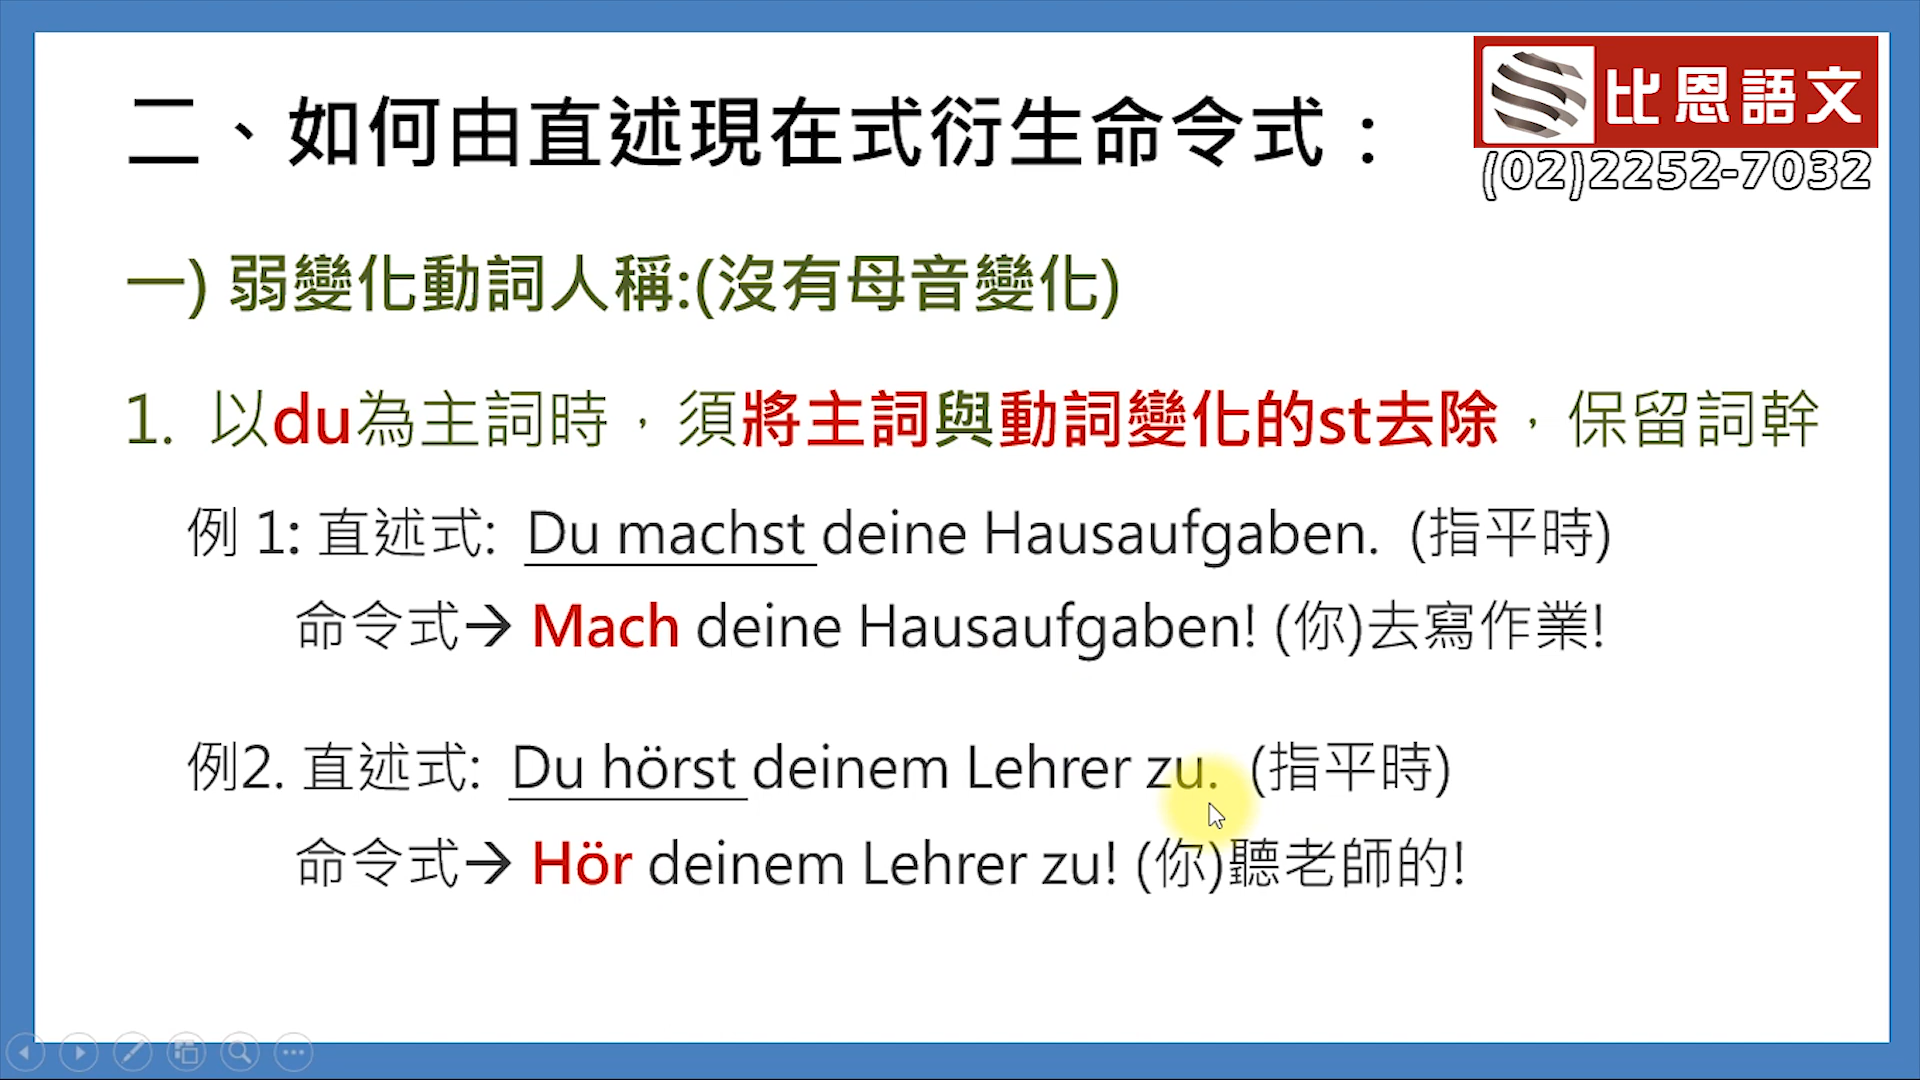 二、如何由直述現在式衍生命令式：
比恩語文
(02)2252-7032
一) 弱變化動詞人稱:(沒有母音變化)
1. 以du為主詞時，須將主詞與動詞變化的st去除，保留詞幹
例 1: 直述式: Du machst deine Hausaufgaben. (指平時)
命令式→ Mach deine Hausaufgaben! (你)去寫作業!
例2. 直述式: Du hörst deinem Lehrer zu. (指平時)
命令式→ Hör deinem Lehrer zu! (你)聽老師的!